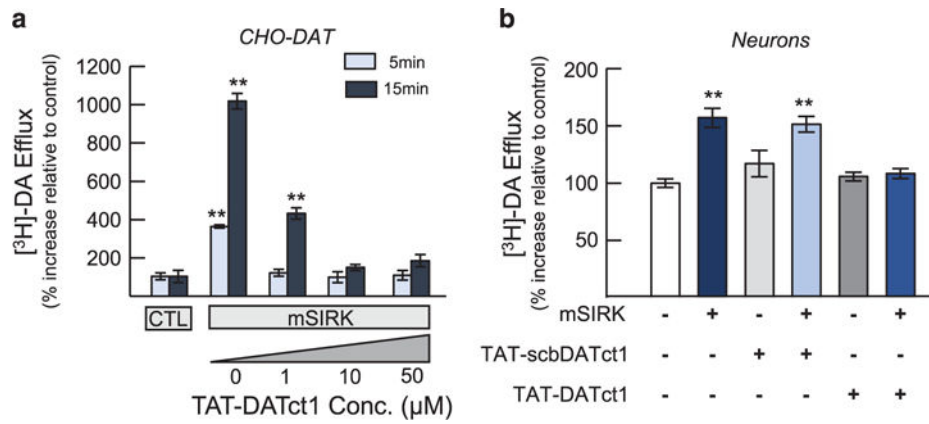 a
CHO-DAT
5min
15min
[³H]-DA Efflux
(% increase relative to control)
1200
1000
800
600
400
200
**
**
**
CTL
mSIRK
0 1 10 50
TAT-DATct1 Conc. (µM)
b
Neurons
[³H]-DA Efflux
(% increase relative to control)
200
150
100
50
**
**
mSIRK - + - + - +
TAT-scbDATct1 - - + + - -
TAT-DATct1 - - - - + +